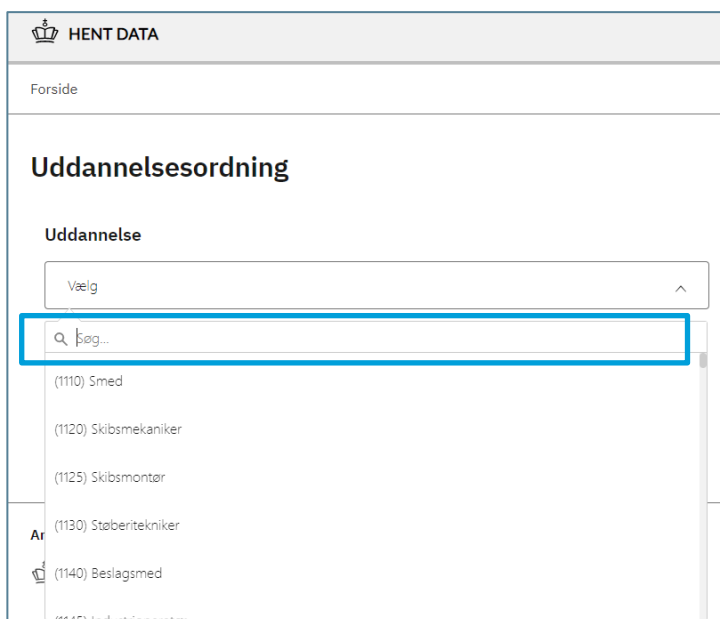 HENT DATA
Forside
Uddannelsesordning
Uddannelse
Vælg
Søg...
(1110) Smed
(1120) Skibsmekaniker
(1125) Skibsmontør
(1130) Støberitekniker
(1140) Beslagsmed